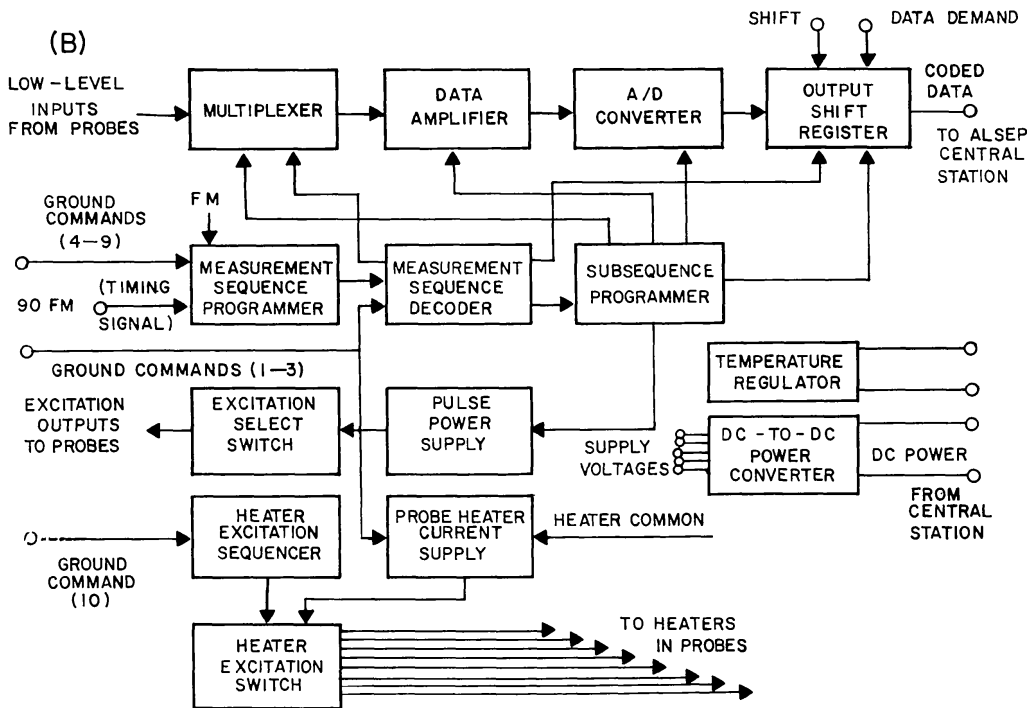 (B)
SHIFT
DATA DEMAND
LOW-LEVEL
INPUTS
FROM PROBES
MULTIPLEXER
DATA
AMPLIFIER
A/D
CONVERTER
OUTPUT
SHIFT
REGISTER
CODED
DATA
TO ALSEP
CENTRAL
STATION
GROUND
COMMANDS
(4-9)
FM
90 FM
(TIMING
SIGNAL)
MEASUREMENT
SEQUENCE
PROGRAMMER
MEASUREMENT
SEQUENCE
DECODER
SUBSEQUENCE
PROGRAMMER
GROUND COMMANDS (1-3)
TEMPERATURE
REGULATOR
EXCITATION
OUTPUTS
TO PROBES
EXCITATION
SELECT
SWITCH
PULSE
POWER
SUPPLY
SUPPLY
VOLTAGES
DC-TO-DC
POWER
CONVERTER
DC POWER
FROM
CENTRAL
STATION
GROUND
COMMAND
(10)
HEATER
EXCITATION
SEQUENCER
PROBE HEATER
CURRENT
SUPPLY
HEATER COMMON
HEATER
EXCITATION
SWITCH
TO HEATERS
IN PROBES